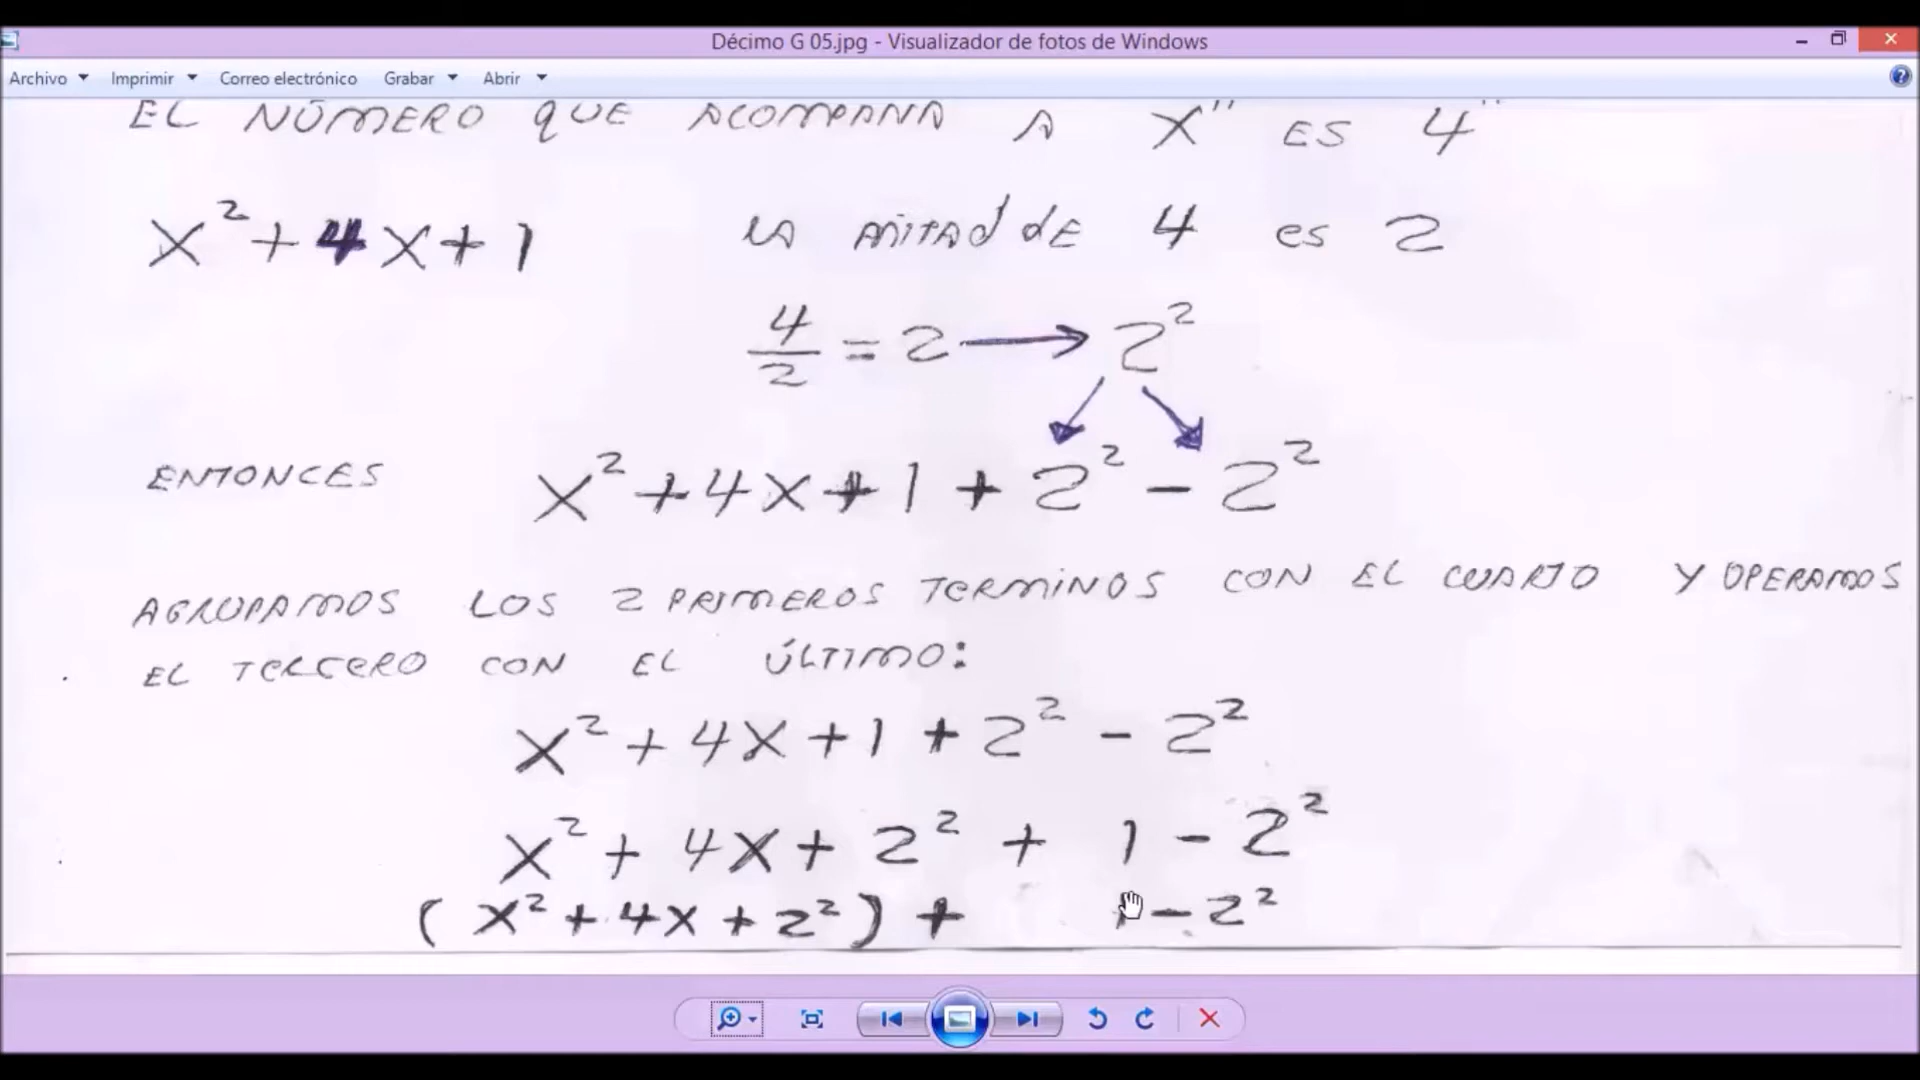 Décimo G 05.jpg - Visualizador de fotos de Windows
Archivo Imprimir Correo electrónico Grabar Abrir
EL NÚMERO QUE ACOMPAÑA A X" ES 4"
x² + 4x + 1 la mitad de 4 es 2
4/2 = 2 → 2²
ENTONCES x² + 4x + 1 + 2² - 2²
AGRUPAMOS LOS 2 PRIMEROS TERMINOS CON EL CUARTO Y OPERAMOS
EL TERCERO CON EL ÚLTIMO:
x² + 4x + 1 + 2² - 2²
x² + 4x + 2² + 1 - 2²
(x² + 4x + 2²) + 1 - 2²